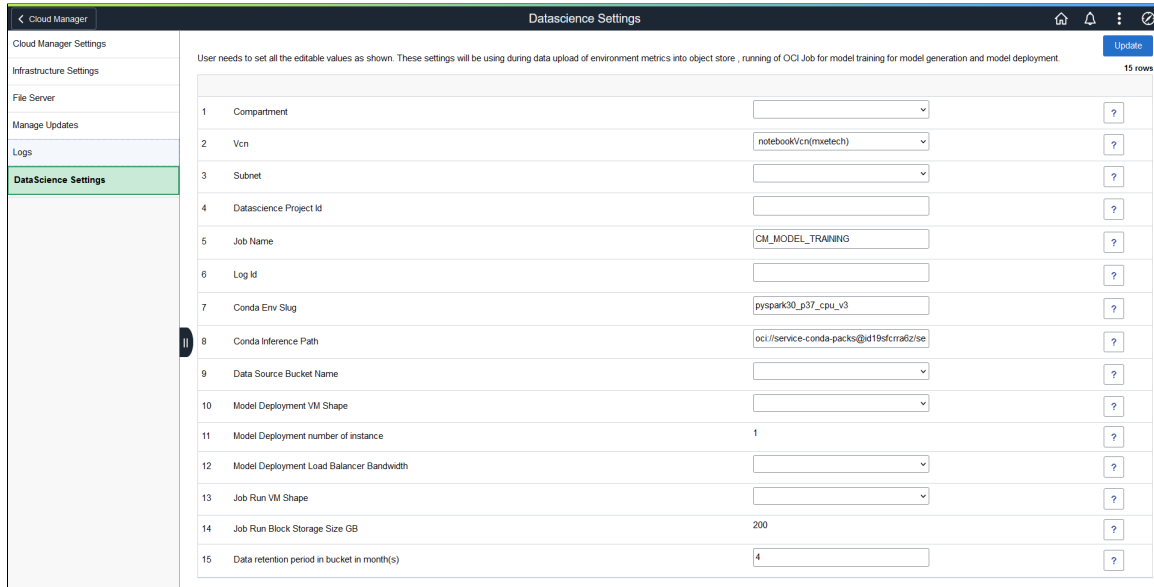 Cloud Manager
Datascience Settings
Cloud Manager Settings
Infrastructure Settings
File Server
Manage Updates
Logs
DataScience Settings
Update
User needs to set all the editable values as shown. These settings will be using during data upload of environment metrics into object store , running of OCI Job for model training for model generation and model deployment.
15 rows
1 Compartment ?
2 Vcn notebookVcn(mxetech) ?
3 Subnet ?
4 Datascience Project Id ?
5 Job Name CM_MODEL_TRAINING ?
6 Log Id ?
7 Conda Env Slug pyspark30_p37_cpu_v3 ?
8 Conda Inference Path oci://service-conda-packs@id19sfcrra6z/se ?
9 Data Source Bucket Name ?
10 Model Deployment VM Shape ?
11 Model Deployment number of instance 1 ?
12 Model Deployment Load Balancer Bandwidth ?
13 Job Run VM Shape ?
14 Job Run Block Storage Size GB 200 ?
15 Data retention period in bucket in month(s) 4 ?